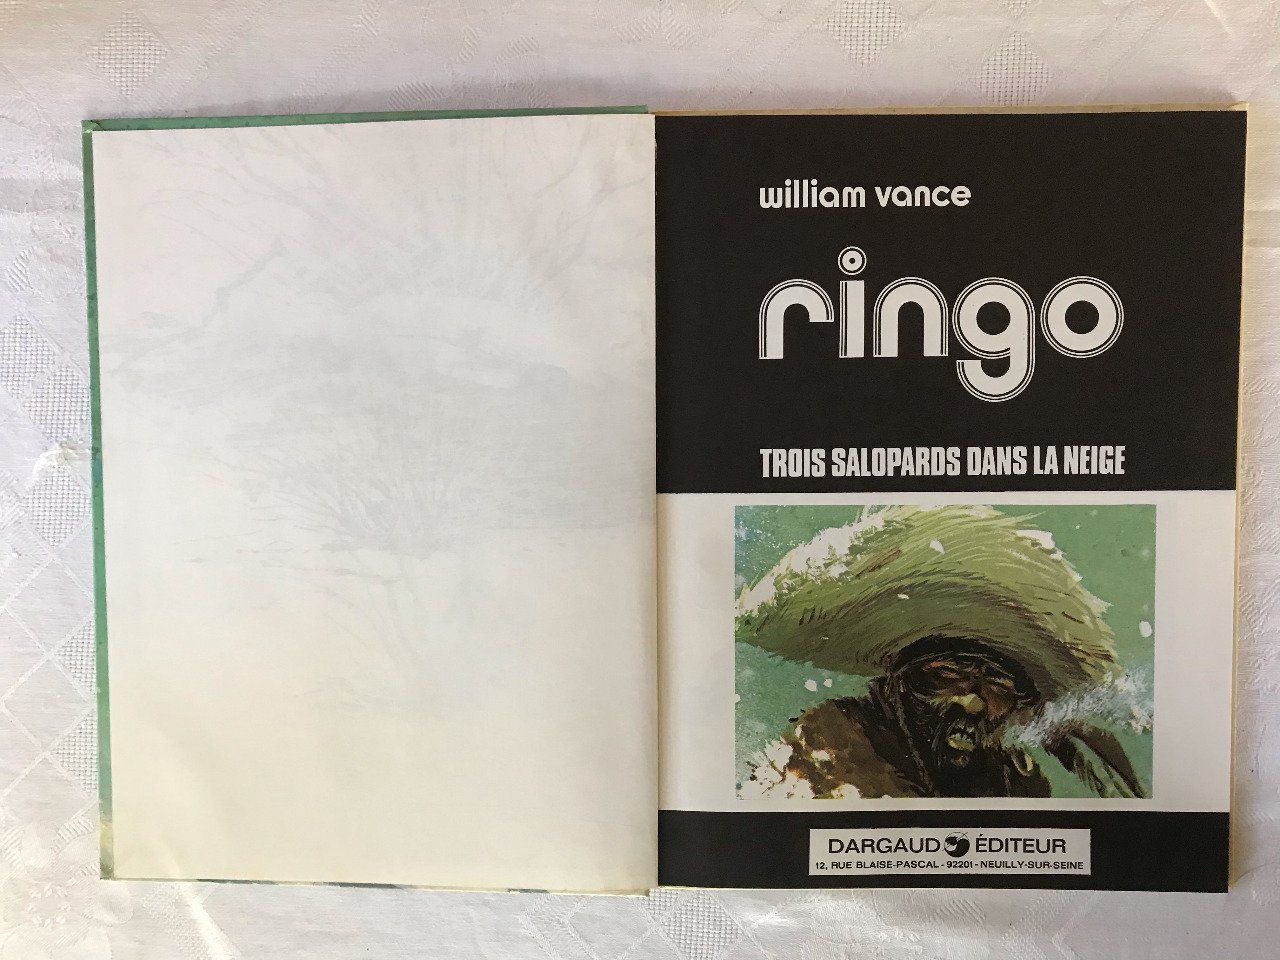 william vance
ringo
TROIS SALOPARDS DANS LA NEIGE
DARGAUD ÉDITEUR
12, RUE BLAISE-PASCAL - 92201 - NEUILLY-SUR-SEINE